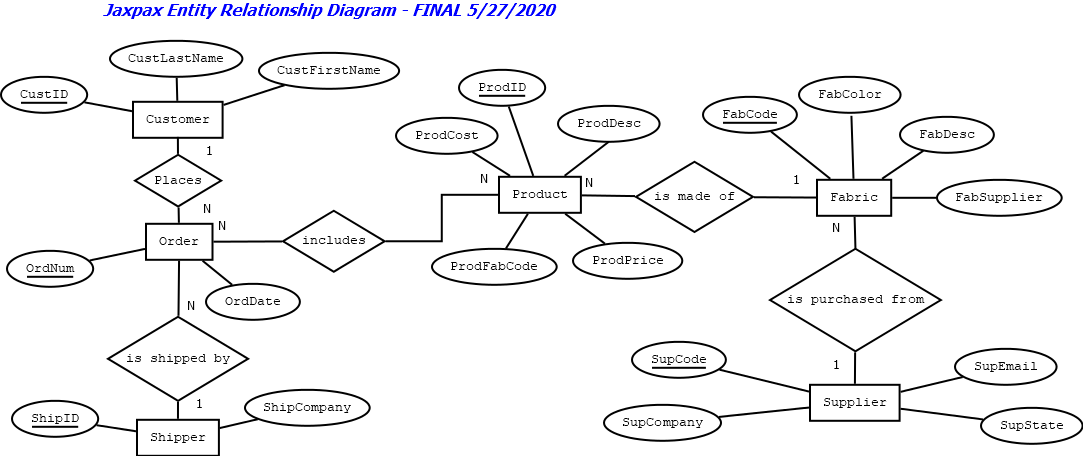 Jaxpax Entity Relationship Diagram - FINAL 5/27/2020
CustLastName
CustFirstName
CustID
Customer
1
Places
N
Order
N
includes
N
OrdNum
OrdDate
N
is shipped by
1
ShipID
ShipCompany
Shipper
ProdID
ProdCost
ProdDesc
Product
ProdFabCode
ProdPrice
N
is made of
1
FabColor
FabCode
FabDesc
Fabric
FabSupplier
N
is purchased from
1
SupCode
SupEmail
Supplier
SupCompany
SupState